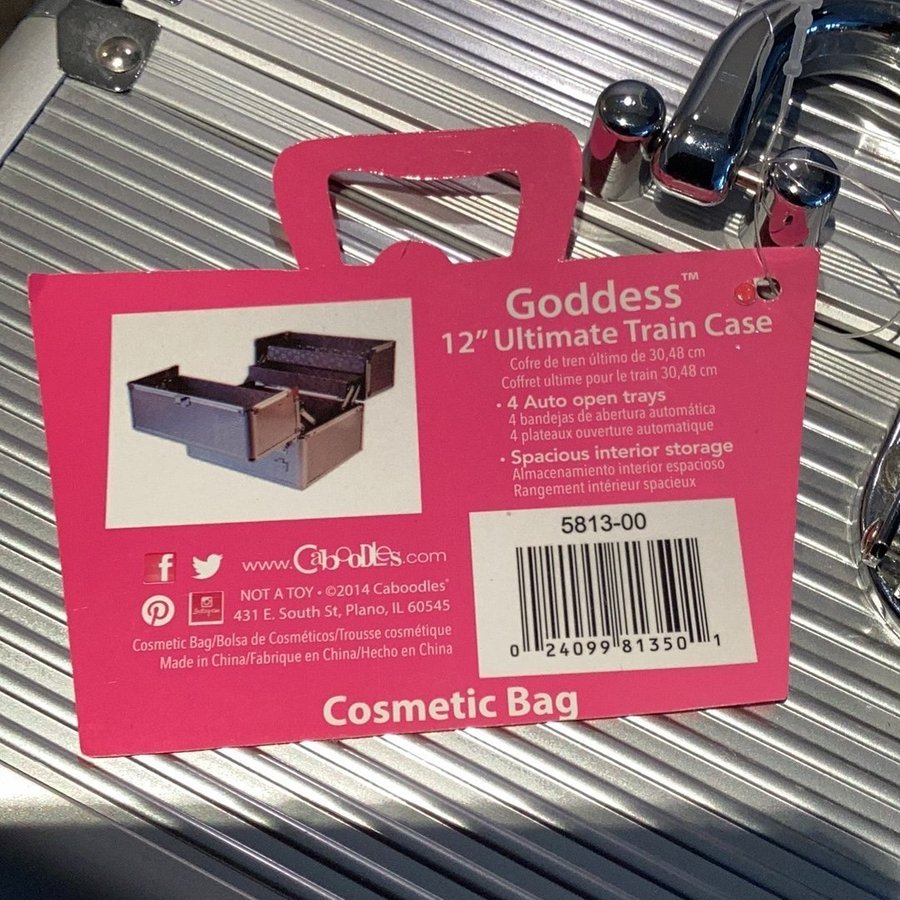 Goddess™
12" Ultimate Train Case
Cofre de tren último de 30,48 cm
Coffret ultime pour le train 30,48 cm
• 4 Auto open trays
4 bandejas de abertura automática
4 plateaux ouverture automatique
• Spacious interior storage
Almacenamiento interior espacioso
Rangement intérieur spacieux
5813-00
0 24099 81350 1
f
www.Caboodles.com
Instagram
NOT A TOY • ©2014 Caboodles®
431 E. South St, Plano, IL 60545
Cosmetic Bag/Bolsa de Cosméticos/Trousse cosmétique
Made in China/Fabrique en China/Hecho en China
Cosmetic Bag